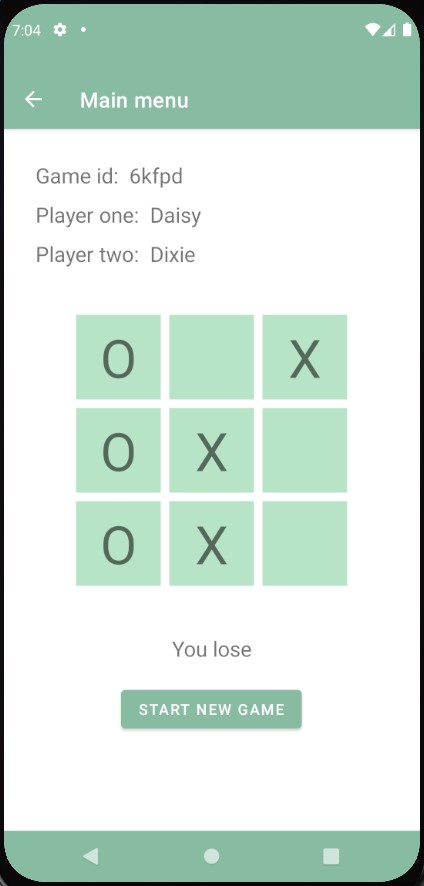 7:04
Main menu
Game id: 6kfpd
Player one: Daisy
Player two: Dixie
O X
O X
O X
You lose
START NEW GAME